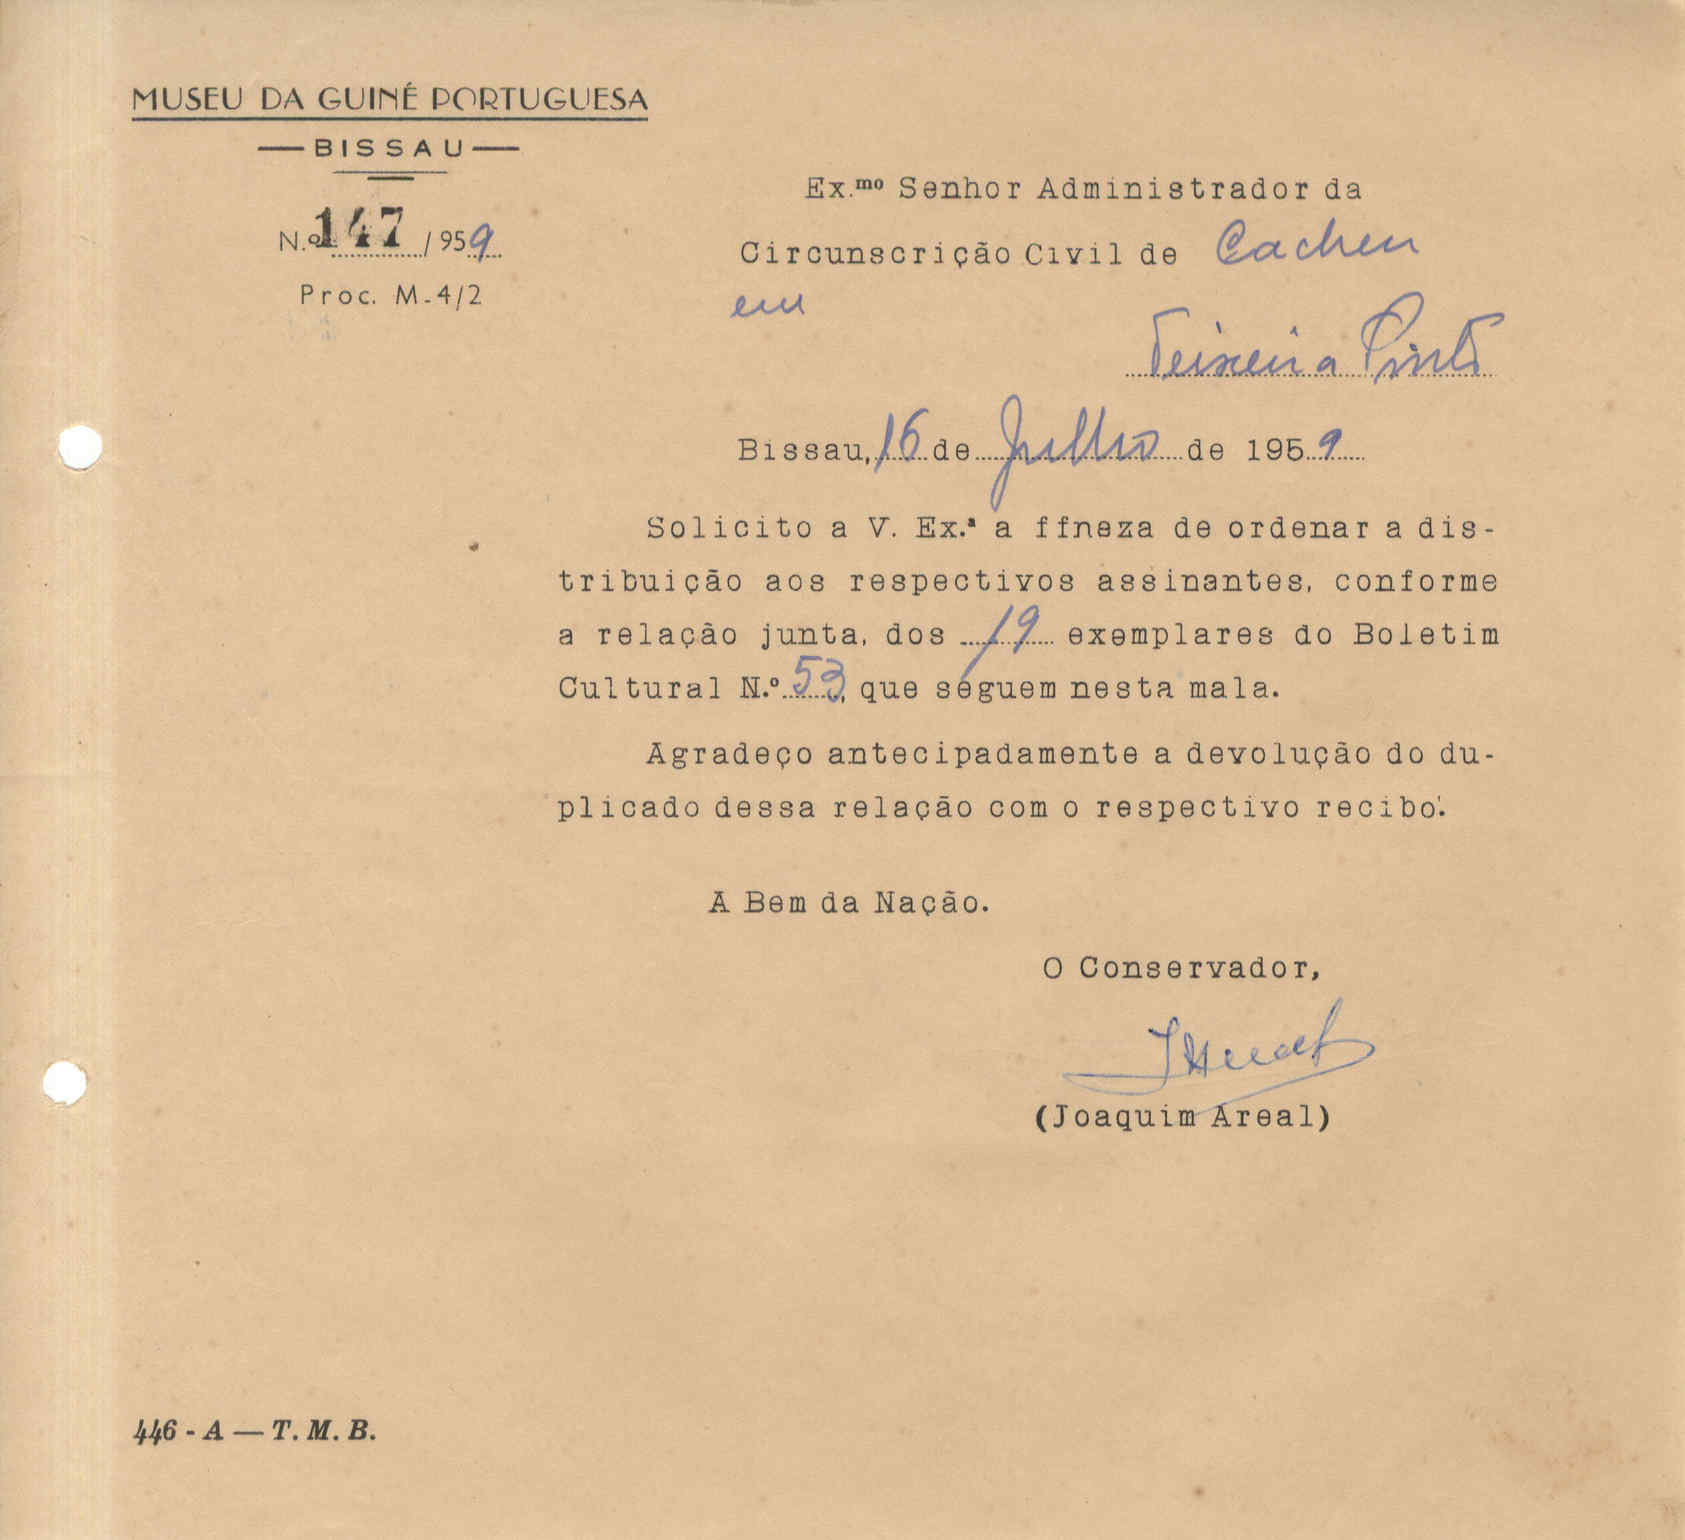 MUSEU DA GUINÉ PORTUGUESA
— BISSAU —
N.º 147 / 959
Proc. M-4/2
Ex.mo Senhor Administrador da
Circunscrição Civil de Cacheu
em
Teixeira Pinto
Bissau, 16 de Julho de 1959
Solicito a V. Ex.ª a ffneza de ordenar a dis-
tribuição aos respectivos assinantes, conforme
a relação junta, dos 19 exemplares do Boletim
Cultural N.º 53, que seguem nesta mala.
Agradeço antecipadamente a devolução do du-
plicado dessa relação com o respectivo recibo.
A Bem da Nação.
O Conservador,
(Joaquim Areal)
446 - A — T. M. B.